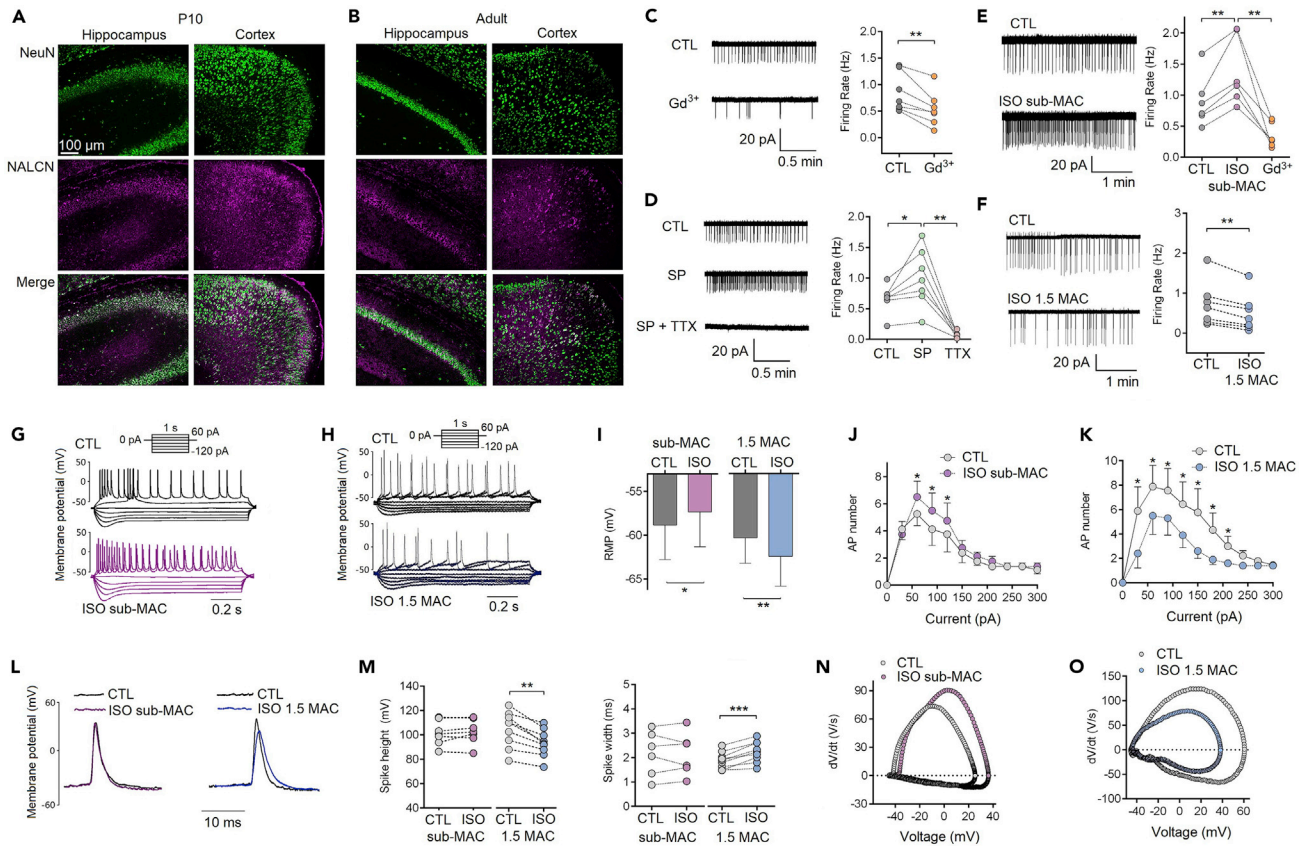 A
P10
Hippocampus
Cortex
NeuN
100 µm
NALCN
Merge
B
Adult
Hippocampus
Cortex
C
CTL
Gd3+
20 pA
0.5 min
**
Firing Rate (Hz)
2.0
1.5
1.0
0.5
0.0
CTL Gd3+
D
CTL
SP
SP + TTX
20 pA
0.5 min
* **
Firing Rate (Hz)
2.0
1.5
1.0
0.5
0.0
CTL SP TTX
E
CTL
ISO sub-MAC
20 pA
1 min
** **
Firing Rate (Hz)
2.0
1.5
1.0
0.5
0.0
CTL ISO Gd3+
sub-MAC
F
CTL
ISO 1.5 MAC
20 pA
1 min
**
Firing Rate (Hz)
3
2
1
0
CTL ISO
1.5 MAC
G
CTL
1 s
0 pA
60 pA
-120 pA
Membrane potential (mV)
50
0
-50
50
0
-50
ISO sub-MAC
0.2 s
H
CTL
1 s
0 pA
60 pA
-120 pA
Membrane potential (mV)
50
0
-50
50
0
-50
ISO 1.5 MAC
0.2 s
I
sub-MAC 1.5 MAC
CTL ISO CTL ISO
RMP (mV)
-55
-60
-65
*
**
J
CTL
ISO sub-MAC
AP number
8
6
4
2
0
* * *
0 50 100 150 200 250 300
Current (pA)
K
CTL
ISO 1.5 MAC
AP number
10
8
6
4
2
0
* * * * * * *
0 50 100 150 200 250 300
Current (pA)
L
CTL
ISO sub-MAC
CTL
ISO 1.5 MAC
Membrane potential (mV)
60
0
-60
10 ms
M
Spike height (mV)
140
120
100
80
60
40
**
CTL ISO CTL ISO
sub-MAC 1.5 MAC
Spike width (ms)
5
4
3
2
1
0
***
CTL ISO CTL ISO
sub-MAC 1.5 MAC
N
CTL
ISO sub-MAC
dV/dt (V/s)
90
60
30
0
-30
-40 -20 0 20 40
Voltage (mV)
O
CTL
ISO 1.5 MAC
dV/dt (V/s)
150
100
50
0
-50
-100
-40 -20 0 20 40 60
Voltage (mV)